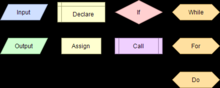 Input
Declare
If
While
Output
Assign
Call
For
Do